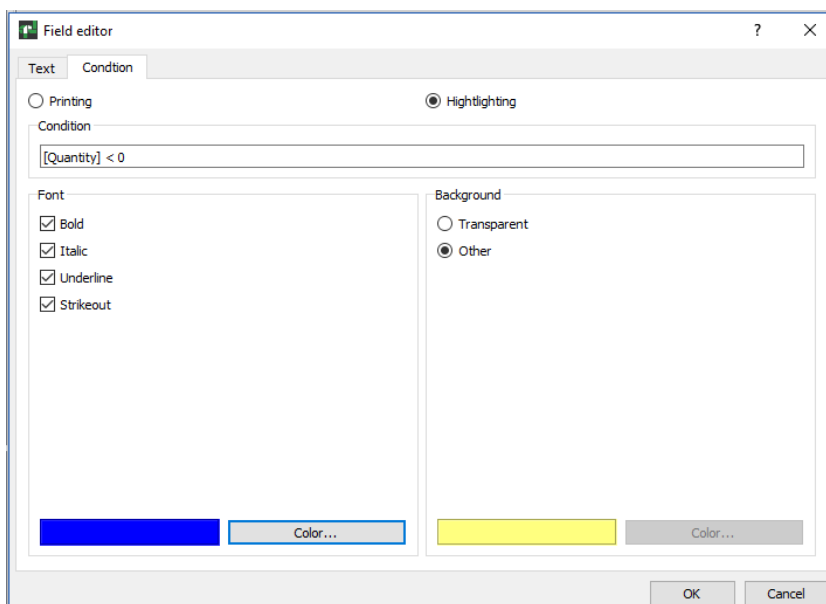 Field editor
?
Text Condtion
Printing Hightlighting
Condition
[Quantity] < 0
Font Background
Bold Transparent
Italic Other
Underline
Strikeout
Color... Color...
OK Cancel